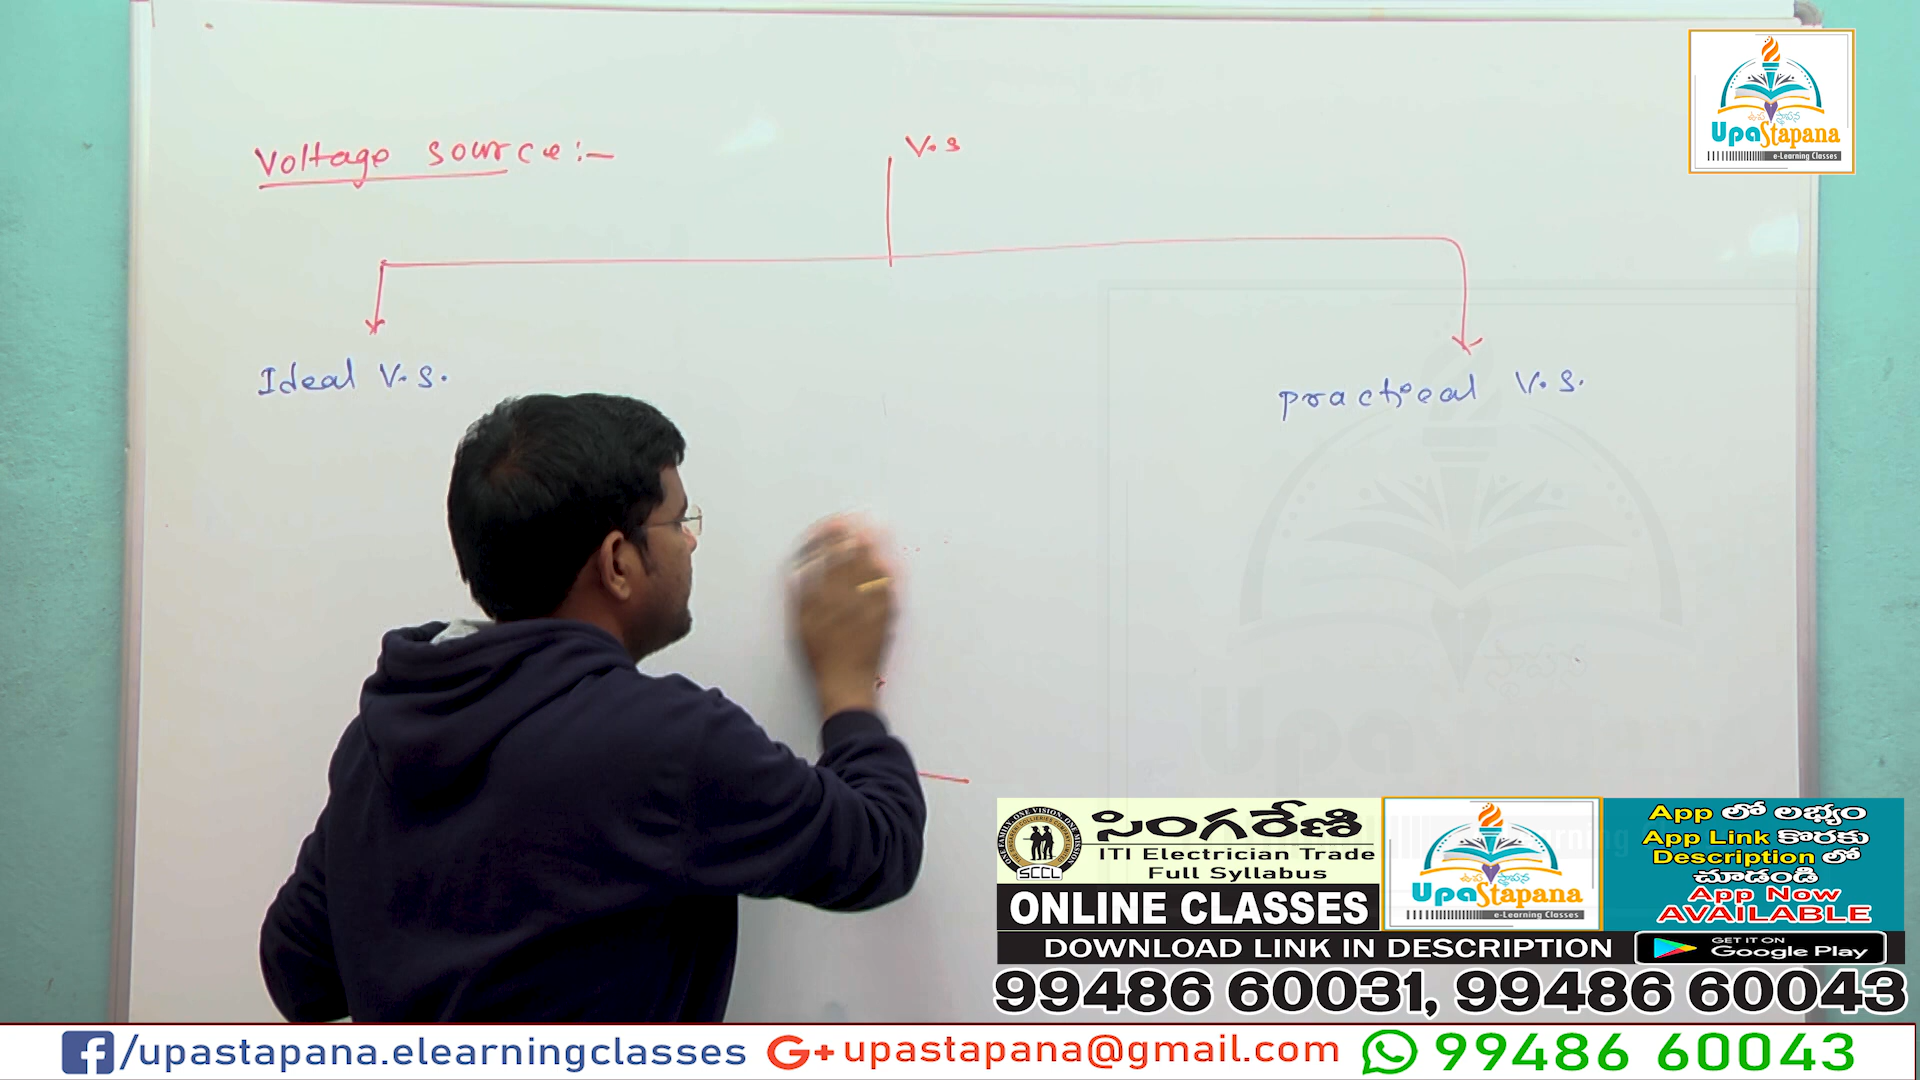 Voltage source:-
V.s
Ideal V.s.
practical V.s.
UpaStapana
e-Learning Classes
సింగరేణి
ITI Electrician Trade
Full Syllabus
SCCL
ONLINE CLASSES
UpaStapana
e-Learning Classes
App లో లభ్యం
App Link కొరకు
Description లో
చూడండి
App Now
AVAILABLE
DOWNLOAD LINK IN DESCRIPTION
GET IT ON
Google Play
99486 60031, 99486 60043
/upastapana.elearningclasses
G+ upastapana@gmail.com
99486 60043